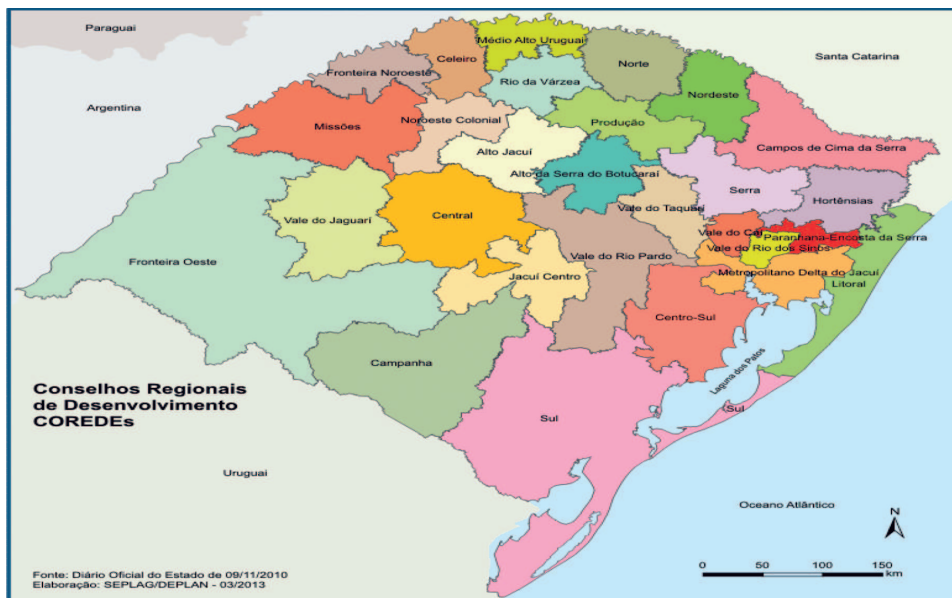 Paraguai
Médio Alto Uruguai
Celeiro
Norte
Santa Catarina
Fronteira Noroeste
Rio da Várzea
Nordeste
Argentina
Missões
Noroeste Colonial
Produção
Alto Jacuí
Campos de Cima da Serra
Alto da Serra do Botucaraí
Serra
Hortênsias
Vale do Jaguarí
Central
Vale do Taquarí
Vale do Caí
Paranhana-Encosta da Serra
Fronteira Oeste
Vale do Rio Pardo
Vale do Rio dos Sinos
Jacuí Centro
Metropolitano Delta do Jacuí
Litoral
Centro-Sul
Campanha
Laguna dos Patos
Conselhos Regionais
de Desenvolvimento
COREDEs
Sul
Sul
Uruguai
Oceano Atlântico
N
Fonte: Diário Oficial do Estado de 09/11/2010
Elaboração: SEPLAG/DEPLAN - 03/2013
0 50 100 150
km